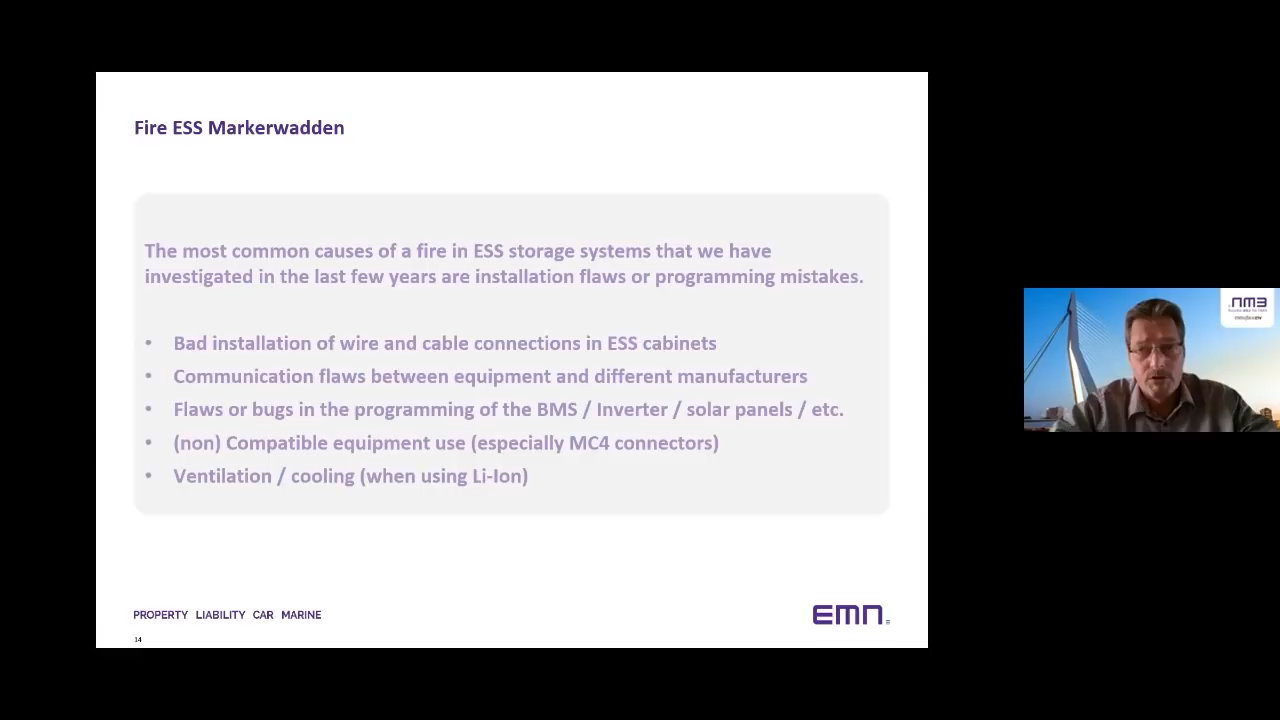 Fire ESS Markerwadden
The most common causes of a fire in ESS storage systems that we have
investigated in the last few years are installation flaws or programming mistakes.
• Bad installation of wire and cable connections in ESS cabinets
• Communication flaws between equipment and different manufacturers
• Flaws or bugs in the programming of the BMS / Inverter / solar panels / etc.
• (non) Compatible equipment use (especially MC4 connectors)
• Ventilation / cooling (when using Li-Ion)
PROPERTY LIABILITY CAR MARINE
EMN
14